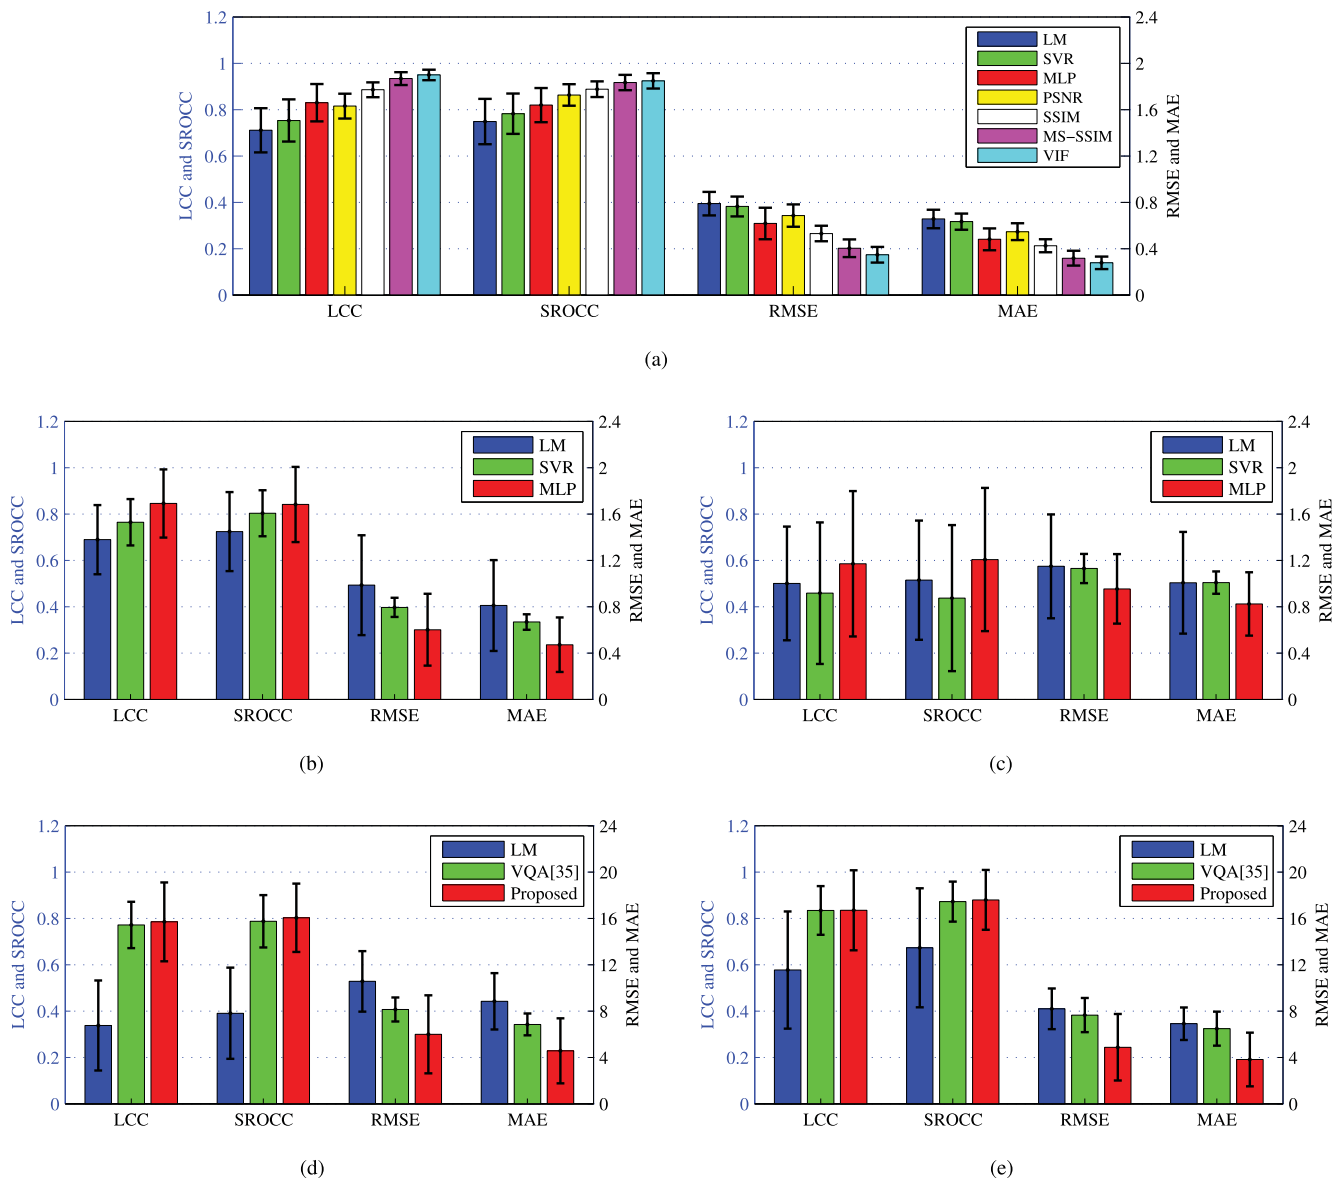 1.2
1
0.8
0.6
0.4
0.2
0
LCC and SROCC
2.4
2
1.6
1.2
0.8
0.4
0
RMSE and MAE
LM
SVR
MLP
PSNR
SSIM
MS-SSIM
VIF
LCC SROCC RMSE MAE
(a)
1.2
1
0.8
0.6
0.4
0.2
0
LCC and SROCC
2.4
2
1.6
1.2
0.8
0.4
0
RMSE and MAE
LM
SVR
MLP
LCC SROCC RMSE MAE
(b)
1.2
1
0.8
0.6
0.4
0.2
0
LCC and SROCC
2.4
2
1.6
1.2
0.8
0.4
0
RMSE and MAE
LM
SVR
MLP
LCC SROCC RMSE MAE
(c)
1.2
1
0.8
0.6
0.4
0.2
0
LCC and SROCC
24
20
16
12
8
4
0
RMSE and MAE
LM
VQA[35]
Proposed
LCC SROCC RMSE MAE
(d)
1.2
1
0.8
0.6
0.4
0.2
0
LCC and SROCC
24
20
16
12
8
4
0
RMSE and MAE
LM
VQA[35]
Proposed
LCC SROCC RMSE MAE
(e)